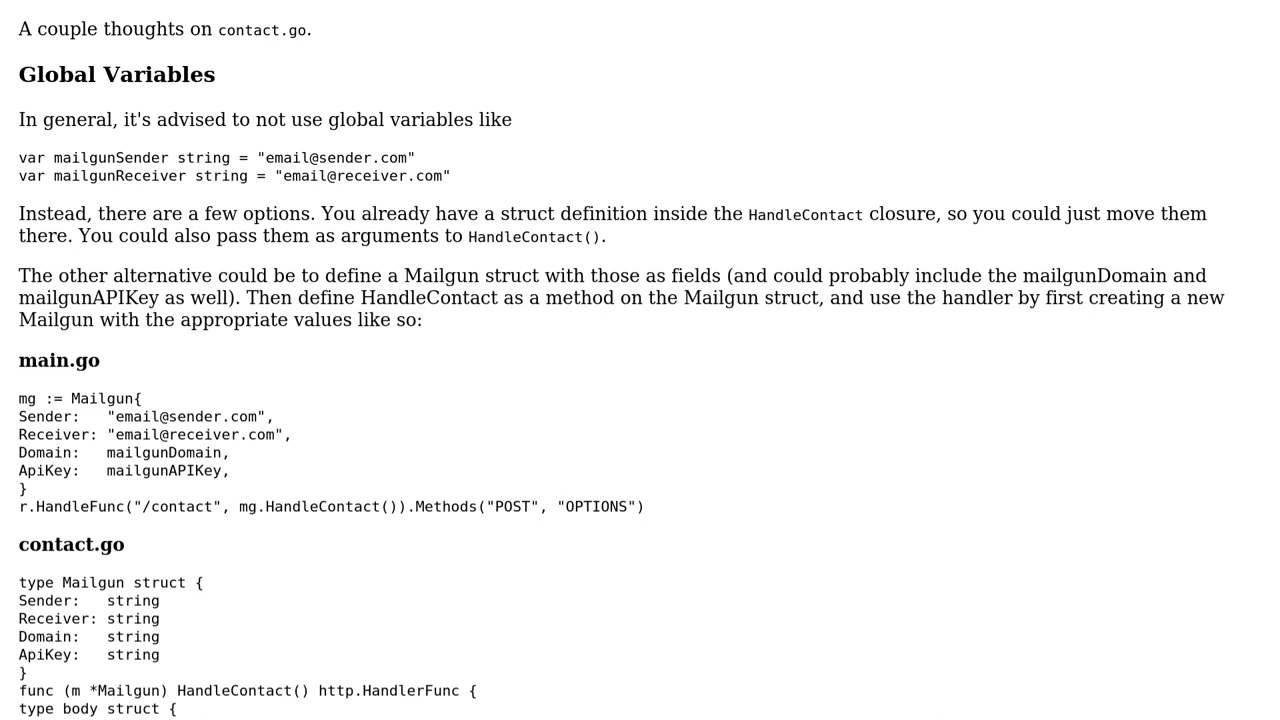 A couple thoughts on contact.go.
Global Variables
In general, it's advised to not use global variables like
var mailgunSender string = "email@sender.com"
var mailgunReceiver string = "email@receiver.com"
Instead, there are a few options. You already have a struct definition inside the HandleContact closure, so you could just move them
there. You could also pass them as arguments to HandleContact().
The other alternative could be to define a Mailgun struct with those as fields (and could probably include the mailgunDomain and
mailgunAPIKey as well). Then define HandleContact as a method on the Mailgun struct, and use the handler by first creating a new
Mailgun with the appropriate values like so:
main.go
mg := Mailgun{
Sender:   "email@sender.com",
Receiver: "email@receiver.com",
Domain:   mailgunDomain,
ApiKey:   mailgunAPIKey,
}
r.HandleFunc("/contact", mg.HandleContact()).Methods("POST", "OPTIONS")
contact.go
type Mailgun struct {
Sender:   string
Receiver: string
Domain:   string
ApiKey:   string
}
func (m *Mailgun) HandleContact() http.HandlerFunc {
type body struct {